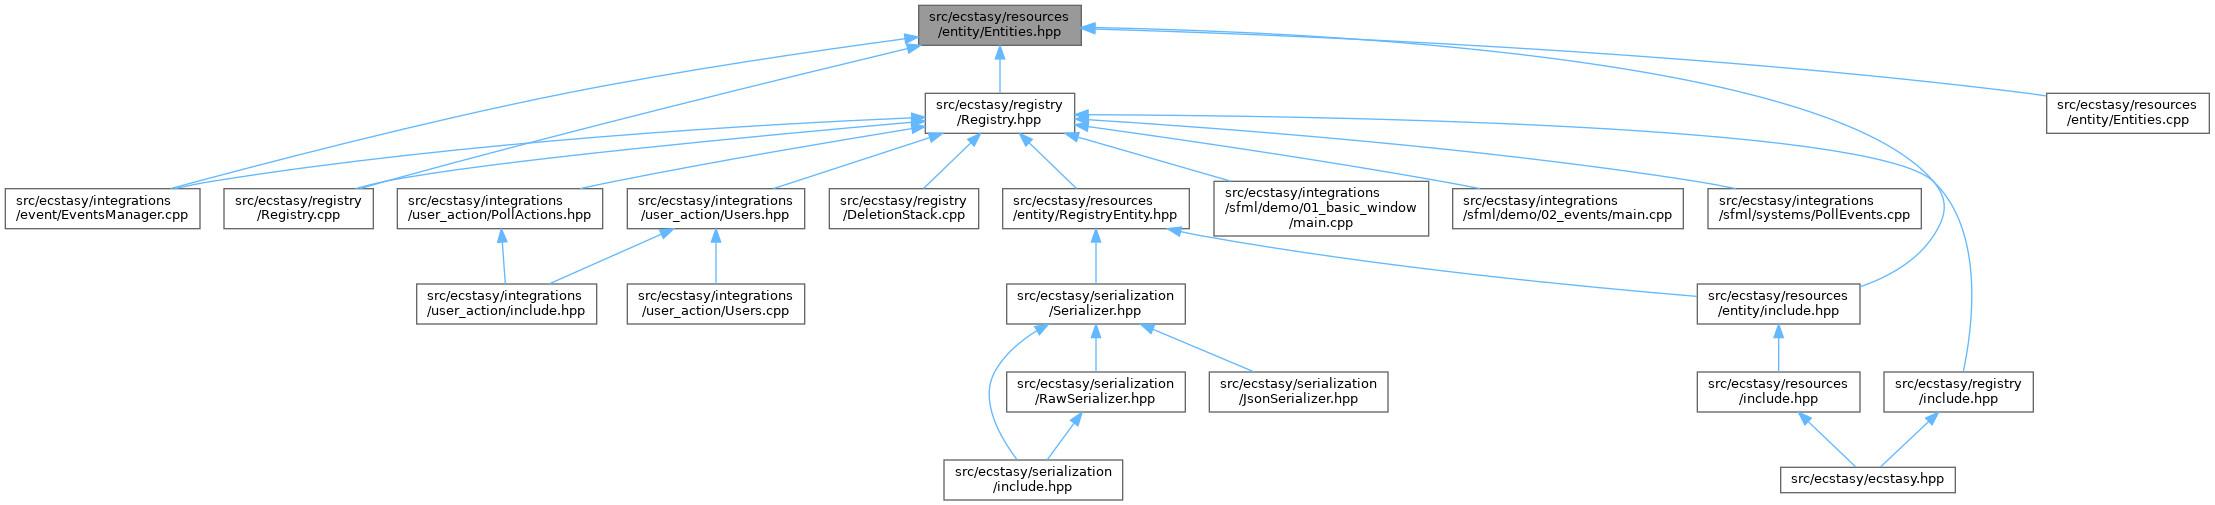 src/ecstasy/resources
/entity/Entities.hpp
src/ecstasy/registry
/Registry.hpp
src/ecstasy/resources
/entity/Entities.cpp
src/ecstasy/integrations
/event/EventsManager.cpp
src/ecstasy/registry
/Registry.cpp
src/ecstasy/integrations
/user_action/PollActions.hpp
src/ecstasy/integrations
/user_action/Users.hpp
src/ecstasy/registry
/DeletionStack.cpp
src/ecstasy/resources
/entity/RegistryEntity.hpp
src/ecstasy/integrations
/sfml/demo/01_basic_window
/main.cpp
src/ecstasy/integrations
/sfml/demo/02_events/main.cpp
src/ecstasy/integrations
/sfml/systems/PollEvents.cpp
src/ecstasy/integrations
/user_action/include.hpp
src/ecstasy/integrations
/user_action/Users.cpp
src/ecstasy/serialization
/Serializer.hpp
src/ecstasy/resources
/entity/include.hpp
src/ecstasy/serialization
/RawSerializer.hpp
src/ecstasy/serialization
/JsonSerializer.hpp
src/ecstasy/resources
/include.hpp
src/ecstasy/registry
/include.hpp
src/ecstasy/serialization
/include.hpp
src/ecstasy/ecstasy.hpp